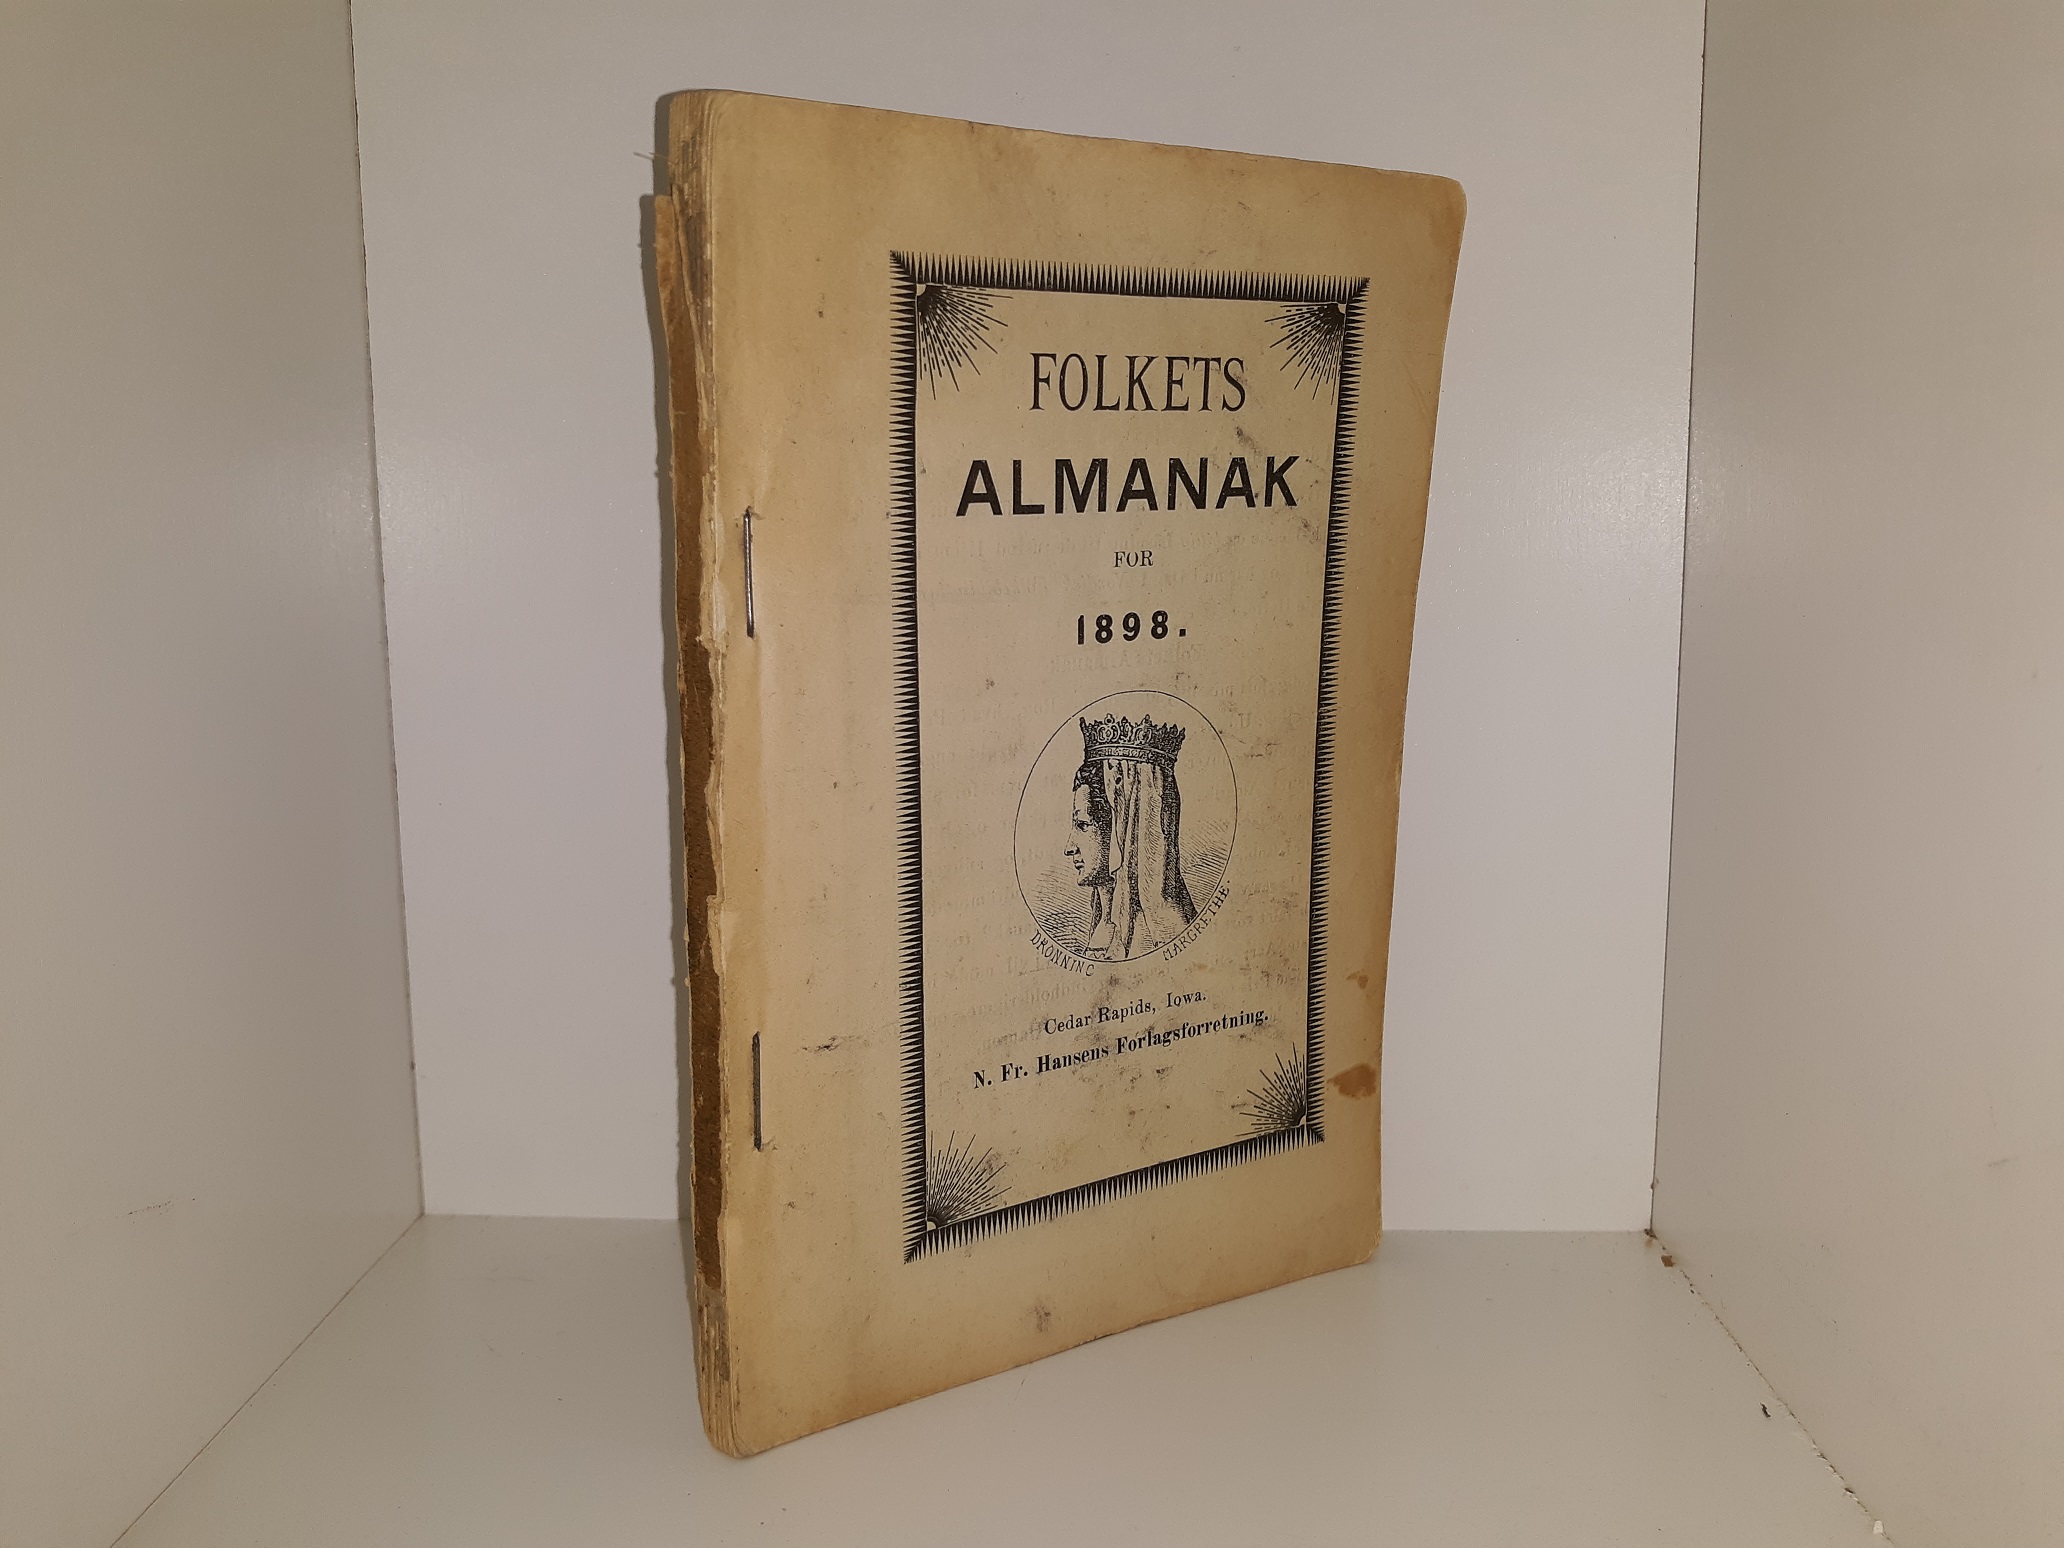 FOLKETS
ALMANAK
FOR
1898.
DRONNING MARGRETHE.
Cedar Rapids, Iowa.
N. Fr. Hansens Forlagsforretning.